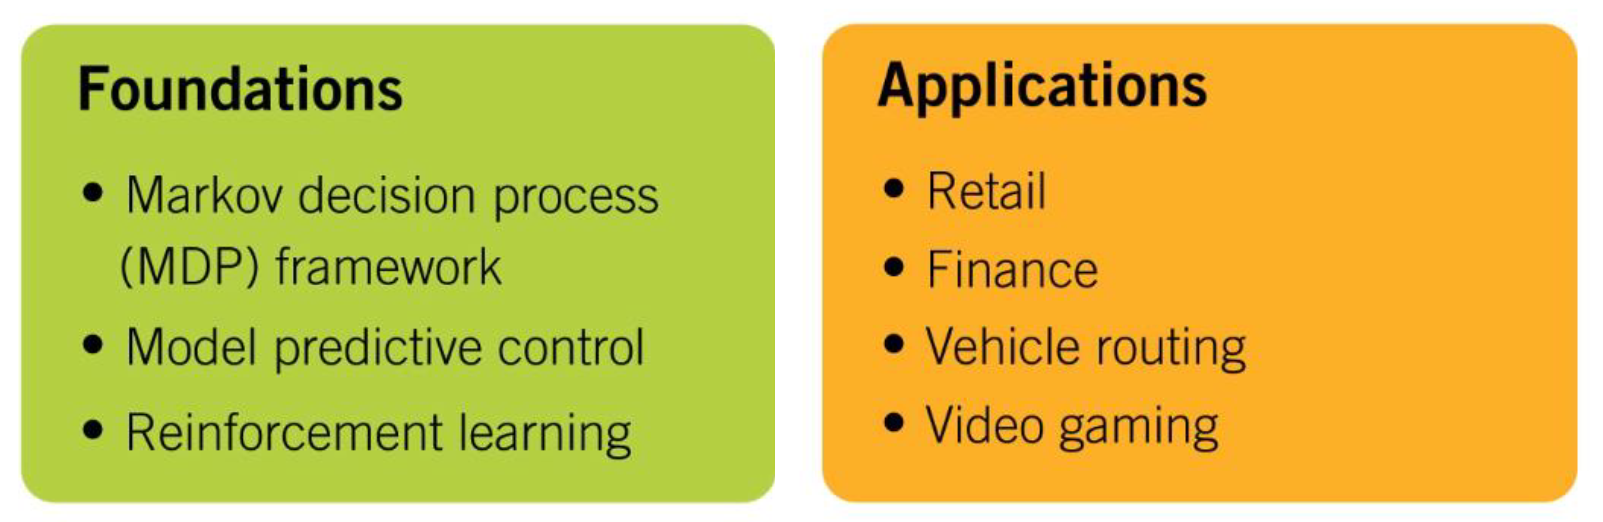 Foundations
• Markov decision process
(MDP) framework
• Model predictive control
• Reinforcement learning
Applications
• Retail
• Finance
• Vehicle routing
• Video gaming